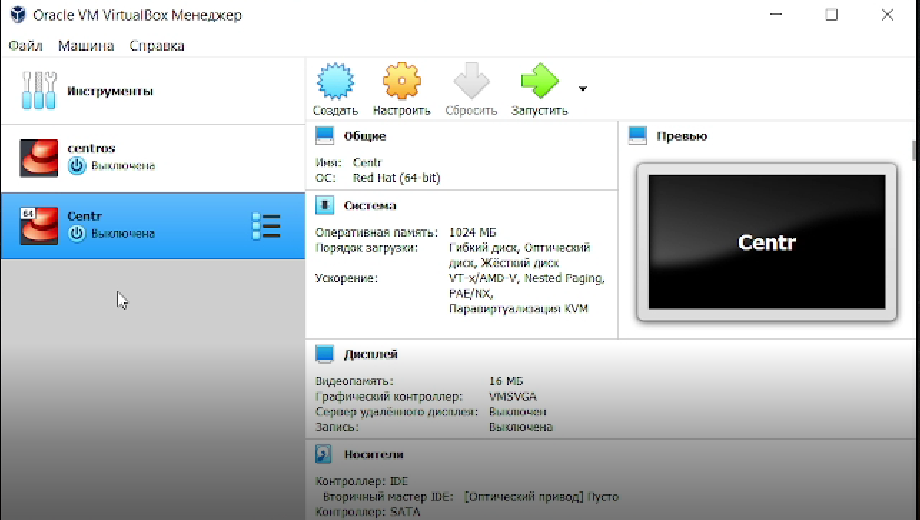 Oracle VM VirtualBox Менеджер
Файл Машина Справка
Инструменты
centros
Выключена
64
Centr
Выключена
Создать Настроить Сбросить Запустить
Общие
Имя: Centr
ОС: Red Hat (64-bit)
Система
Оперативная память: 1024 МБ
Порядок загрузки: Гибкий диск, Оптический
диск, Жёсткий диск
Ускорение: VT-x/AMD-V, Nested Paging,
PAE/NX,
Паравиртуализация KVM
Превью
Centr
Дисплей
Видеопамять: 16 МБ
Графический контроллер: VMSVGA
Сервер удалённого дисплея: Выключен
Запись: Выключена
Носители
Контроллер: IDE
Вторичный мастер IDE: [Оптический привод] Пусто
Контроллер: SATA